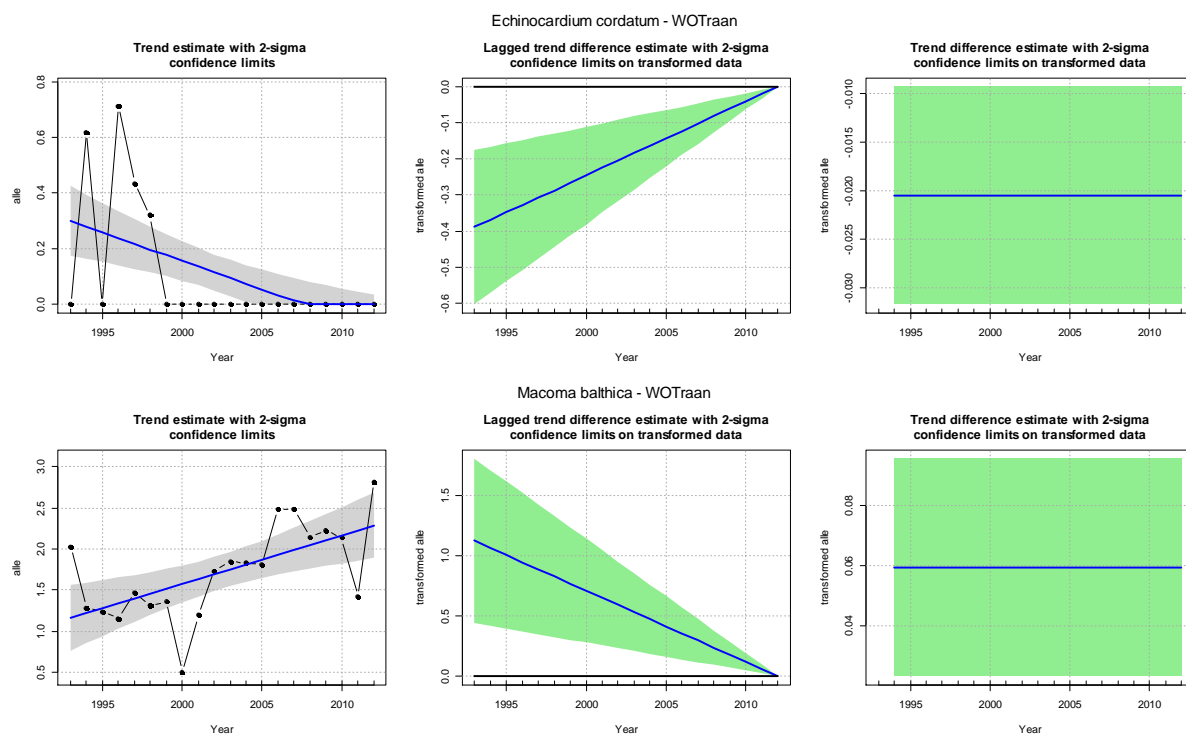 Echinocardium cordatum - WOTraan
Trend estimate with 2-sigma
confidence limits
alle
0.8
0.6
0.4
0.2
0.0
1995 2000 2005 2010
Year
Lagged trend difference estimate with 2-sigma
confidence limits on transformed data
transformed alle
0.0
-0.1
-0.2
-0.3
-0.4
-0.5
-0.6
1995 2000 2005 2010
Year
Trend difference estimate with 2-sigma
confidence limits on transformed data
transformed alle
-0.010
-0.015
-0.020
-0.025
-0.030
1995 2000 2005 2010
Year
Macoma balthica - WOTraan
Trend estimate with 2-sigma
confidence limits
alle
3.0
2.5
2.0
1.5
1.0
0.5
1995 2000 2005 2010
Year
Lagged trend difference estimate with 2-sigma
confidence limits on transformed data
transformed alle
1.5
1.0
0.5
0.0
1995 2000 2005 2010
Year
Trend difference estimate with 2-sigma
confidence limits on transformed data
transformed alle
0.08
0.06
0.04
1995 2000 2005 2010
Year